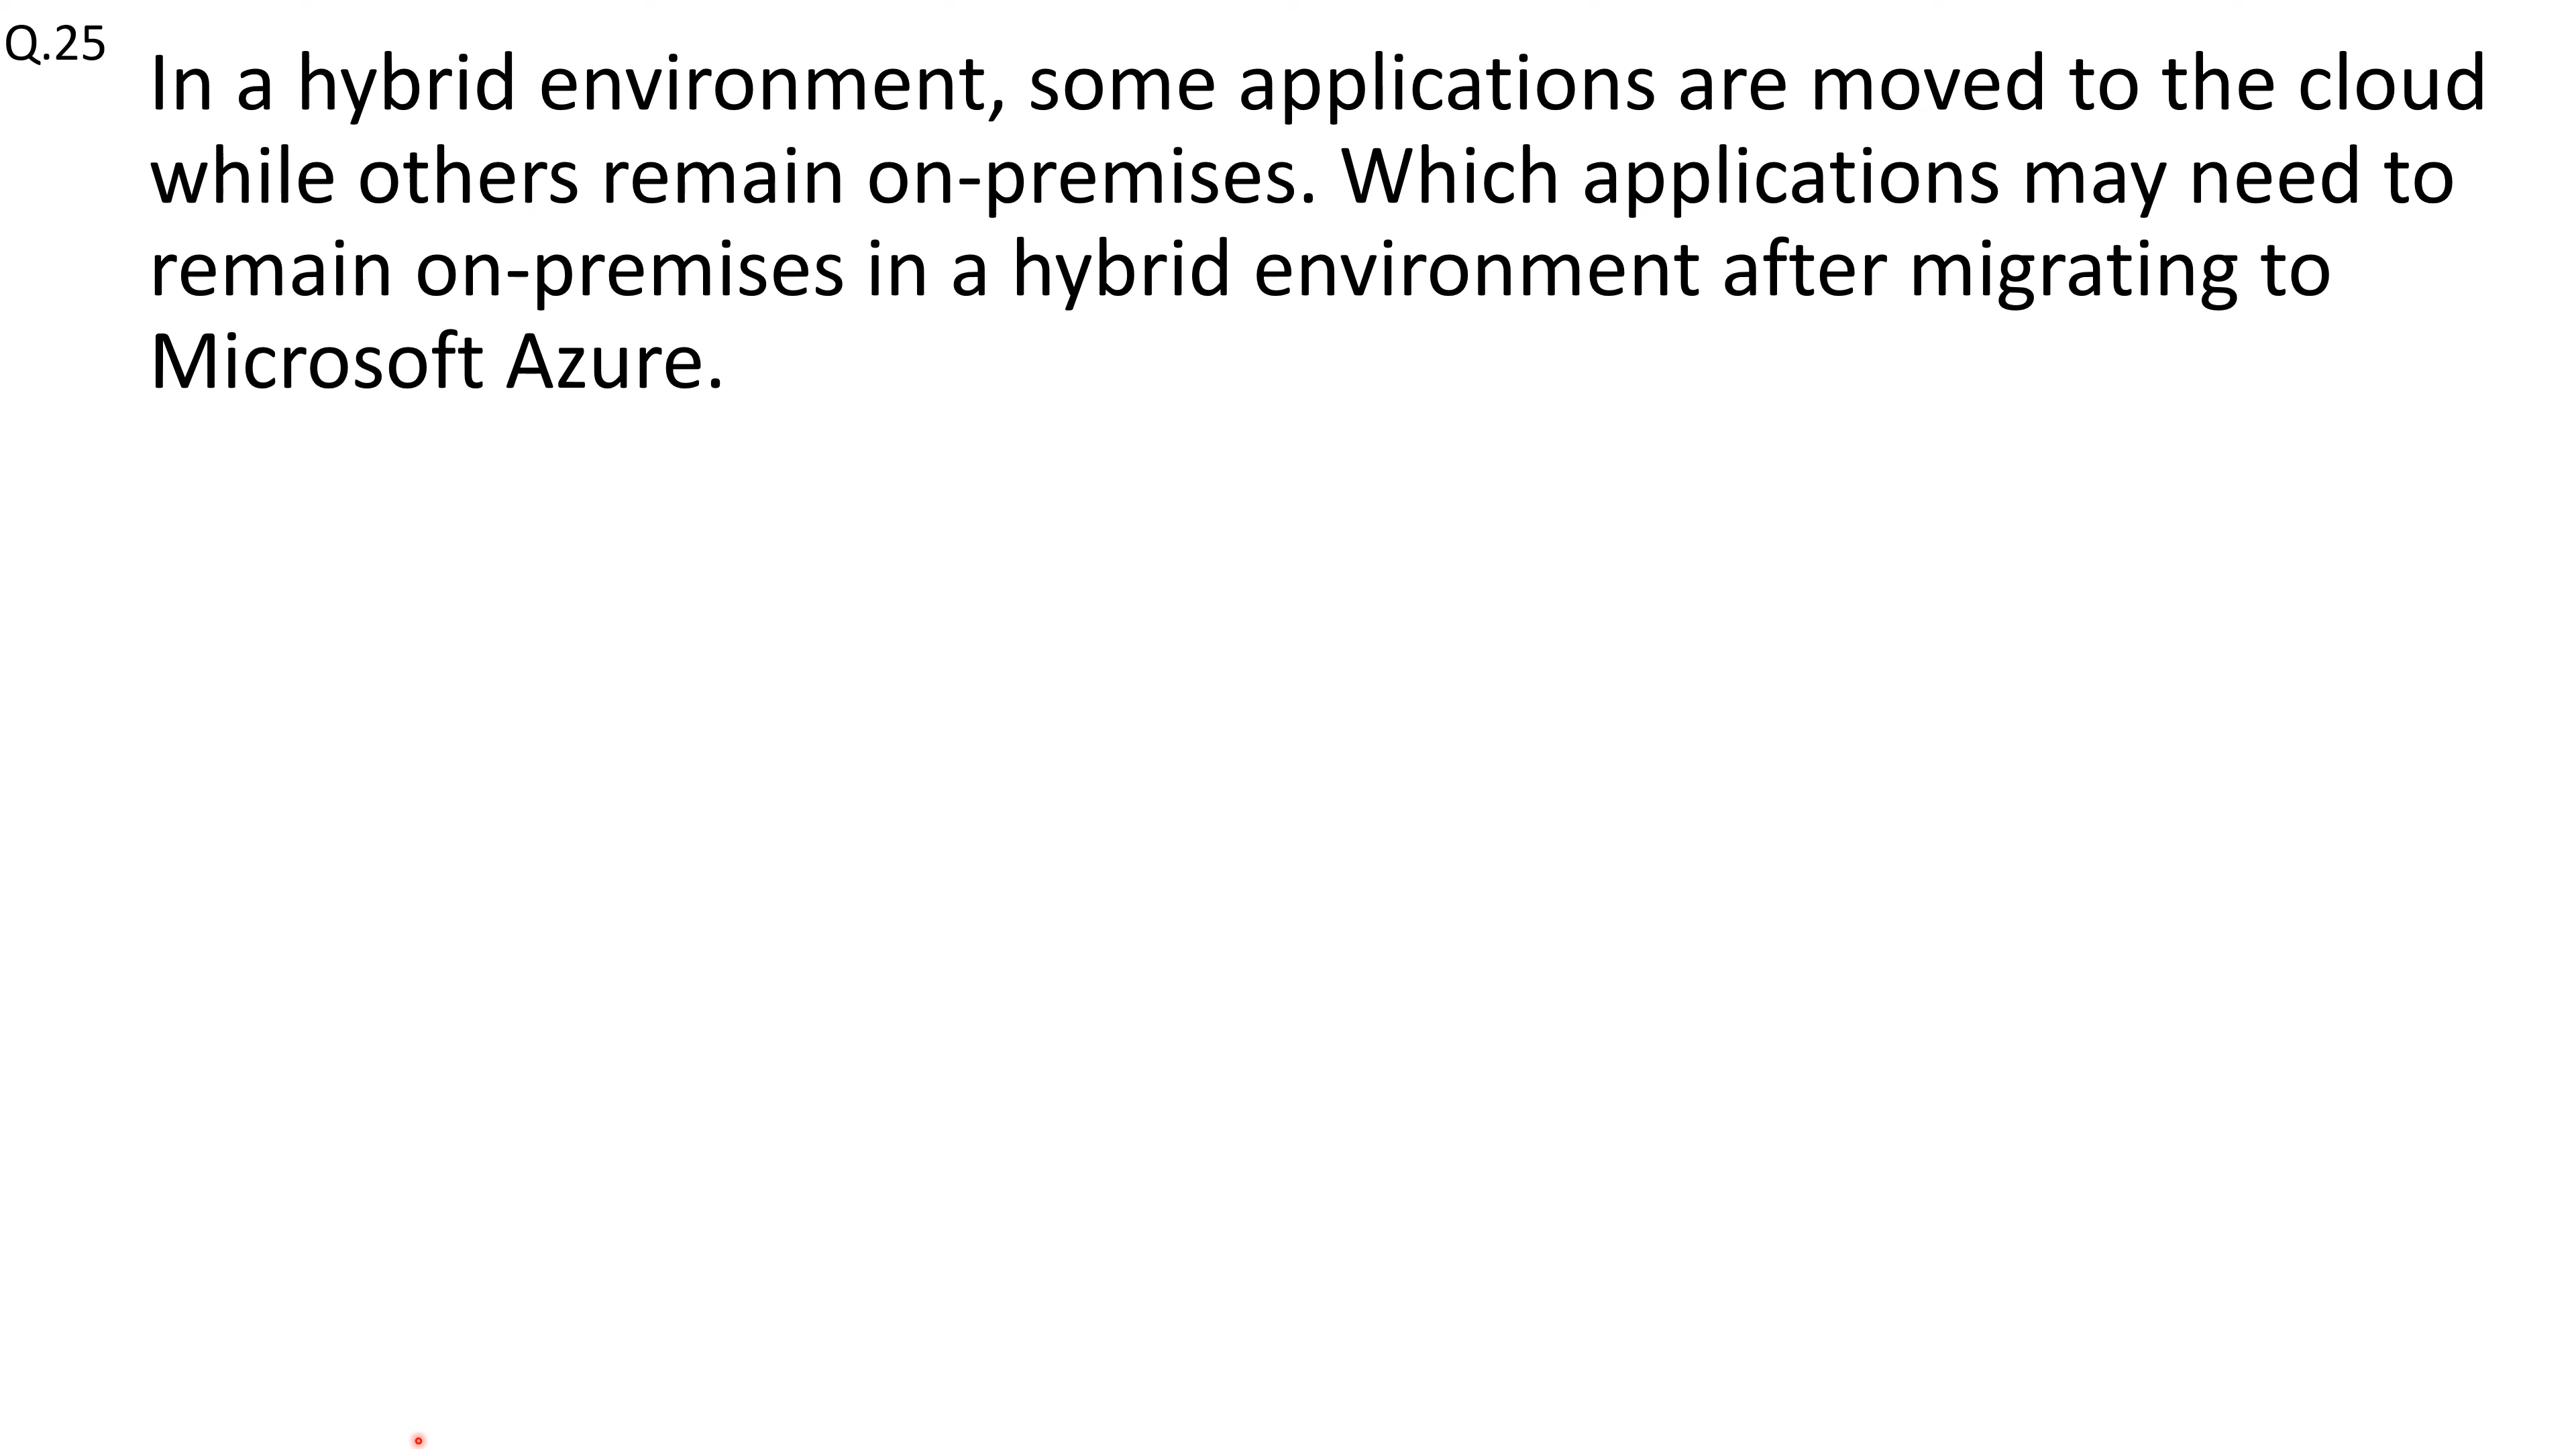 Q.25
In a hybrid environment, some applications are moved to the cloud
while others remain on-premises. Which applications may need to
remain on-premises in a hybrid environment after migrating to
Microsoft Azure.